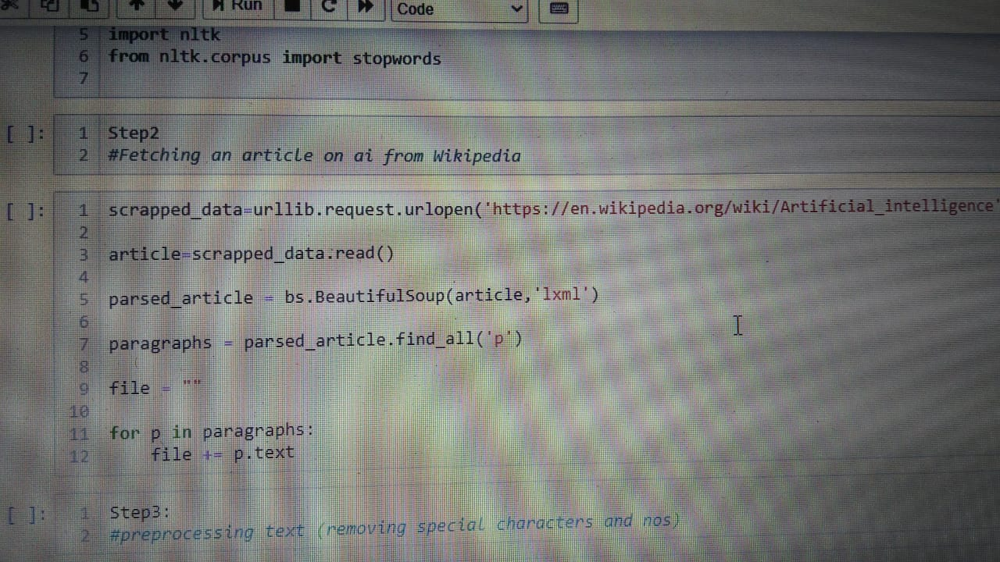 Run
Code
5 import nltk
6 from nltk.corpus import stopwords
7
[ ]: 1 Step2
2 #Fetching an article on ai from Wikipedia
[ ]: 1 scrapped_data=urllib.request.urlopen('https://en.wikipedia.org/wiki/Artificial_intelligence'
2
3 article=scrapped_data.read()
4
5 parsed_article = bs.BeautifulSoup(article,'lxml')
6
7 paragraphs = parsed_article.find_all('p')
8
9 file = ""
10
11 for p in paragraphs:
12 file += p.text
[ ]: 1 Step3:
2 #preprocessing text (removing special characters and nos)